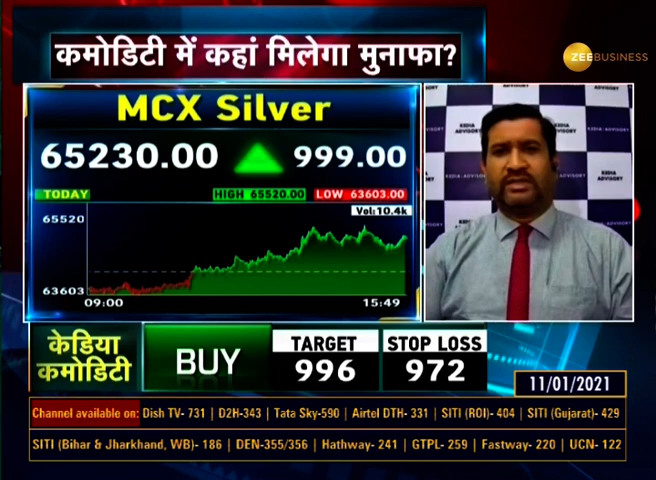 कमोडिटी में कहां मिलेगा मुनाफा?
ZEEBUSINESS
MCX Silver
65230.00 999.00
TODAY HIGH 65520.00 LOW 63603.00
Vol:10.4k
65520
63603
09:00 15:49
KEDIA ADVISORY
केडिया कमोडिटी
BUY
TARGET
996
STOP LOSS
972
11/01/2021
Channel available on: Dish TV- 731 | D2H-343 | Tata Sky-590 | Airtel DTH- 331 | SITI (ROI)- 404 | SITI (Gujarat)- 429
SITI (Bihar & Jharkhand, WB)- 186 | DEN-355/356 | Hathway- 241 | GTPL- 259 | Fastway- 220 | UCN- 122